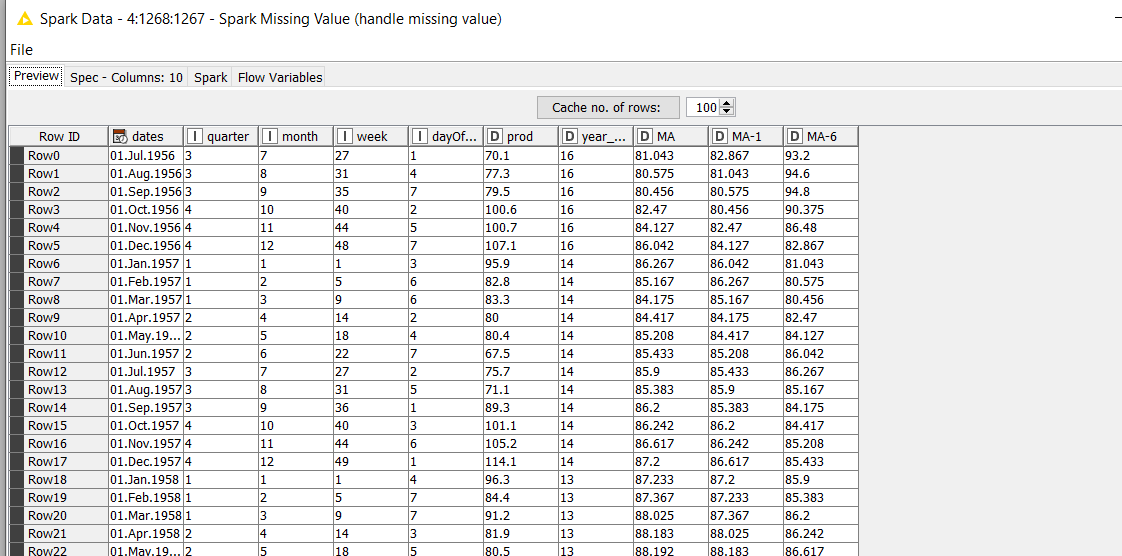 Spark Data - 4:1268:1267 - Spark Missing Value (handle missing value)
File
Preview Spec - Columns: 10 Spark Flow Variables
Cache no. of rows: 100
Row ID dates I quarter I month I week I dayOf... D prod D year_... D MA D MA-1 D MA-6
Row0 01.Jul.1956 3 7 27 1 70.1 16 81.043 82.867 93.2
Row1 01.Aug.1956 3 8 31 4 77.3 16 80.575 81.043 94.6
Row2 01.Sep.1956 3 9 35 7 79.5 16 80.456 80.575 94.8
Row3 01.Oct.1956 4 10 40 2 100.6 16 82.47 80.456 90.375
Row4 01.Nov.1956 4 11 44 5 100.7 16 84.127 82.47 86.48
Row5 01.Dec.1956 4 12 48 7 107.1 16 86.042 84.127 82.867
Row6 01.Jan.1957 1 1 1 3 95.9 14 86.267 86.042 81.043
Row7 01.Feb.1957 1 2 5 6 82.8 14 85.167 86.267 80.575
Row8 01.Mar.1957 1 3 9 6 83.3 14 84.175 85.167 80.456
Row9 01.Apr.1957 2 4 14 2 80 14 84.417 84.175 82.47
Row10 01.May.19... 2 5 18 4 80.4 14 85.208 84.417 84.127
Row11 01.Jun.1957 2 6 22 7 67.5 14 85.433 85.208 86.042
Row12 01.Jul.1957 3 7 27 2 75.7 14 85.9 85.433 86.267
Row13 01.Aug.1957 3 8 31 5 71.1 14 85.383 85.9 85.167
Row14 01.Sep.1957 3 9 36 1 89.3 14 86.2 85.383 84.175
Row15 01.Oct.1957 4 10 40 3 101.1 14 86.242 86.2 84.417
Row16 01.Nov.1957 4 11 44 6 105.2 14 86.617 86.242 85.208
Row17 01.Dec.1957 4 12 49 1 114.1 14 87.2 86.617 85.433
Row18 01.Jan.1958 1 1 1 4 96.3 13 87.233 87.2 85.9
Row19 01.Feb.1958 1 2 5 7 84.4 13 87.367 87.233 85.383
Row20 01.Mar.1958 1 3 9 7 91.2 13 88.025 87.367 86.2
Row21 01.Apr.1958 2 4 14 3 81.9 13 88.183 88.025 86.242
Row22 01.May.19... 2 5 18 5 80.5 13 88.192 88.183 86.617